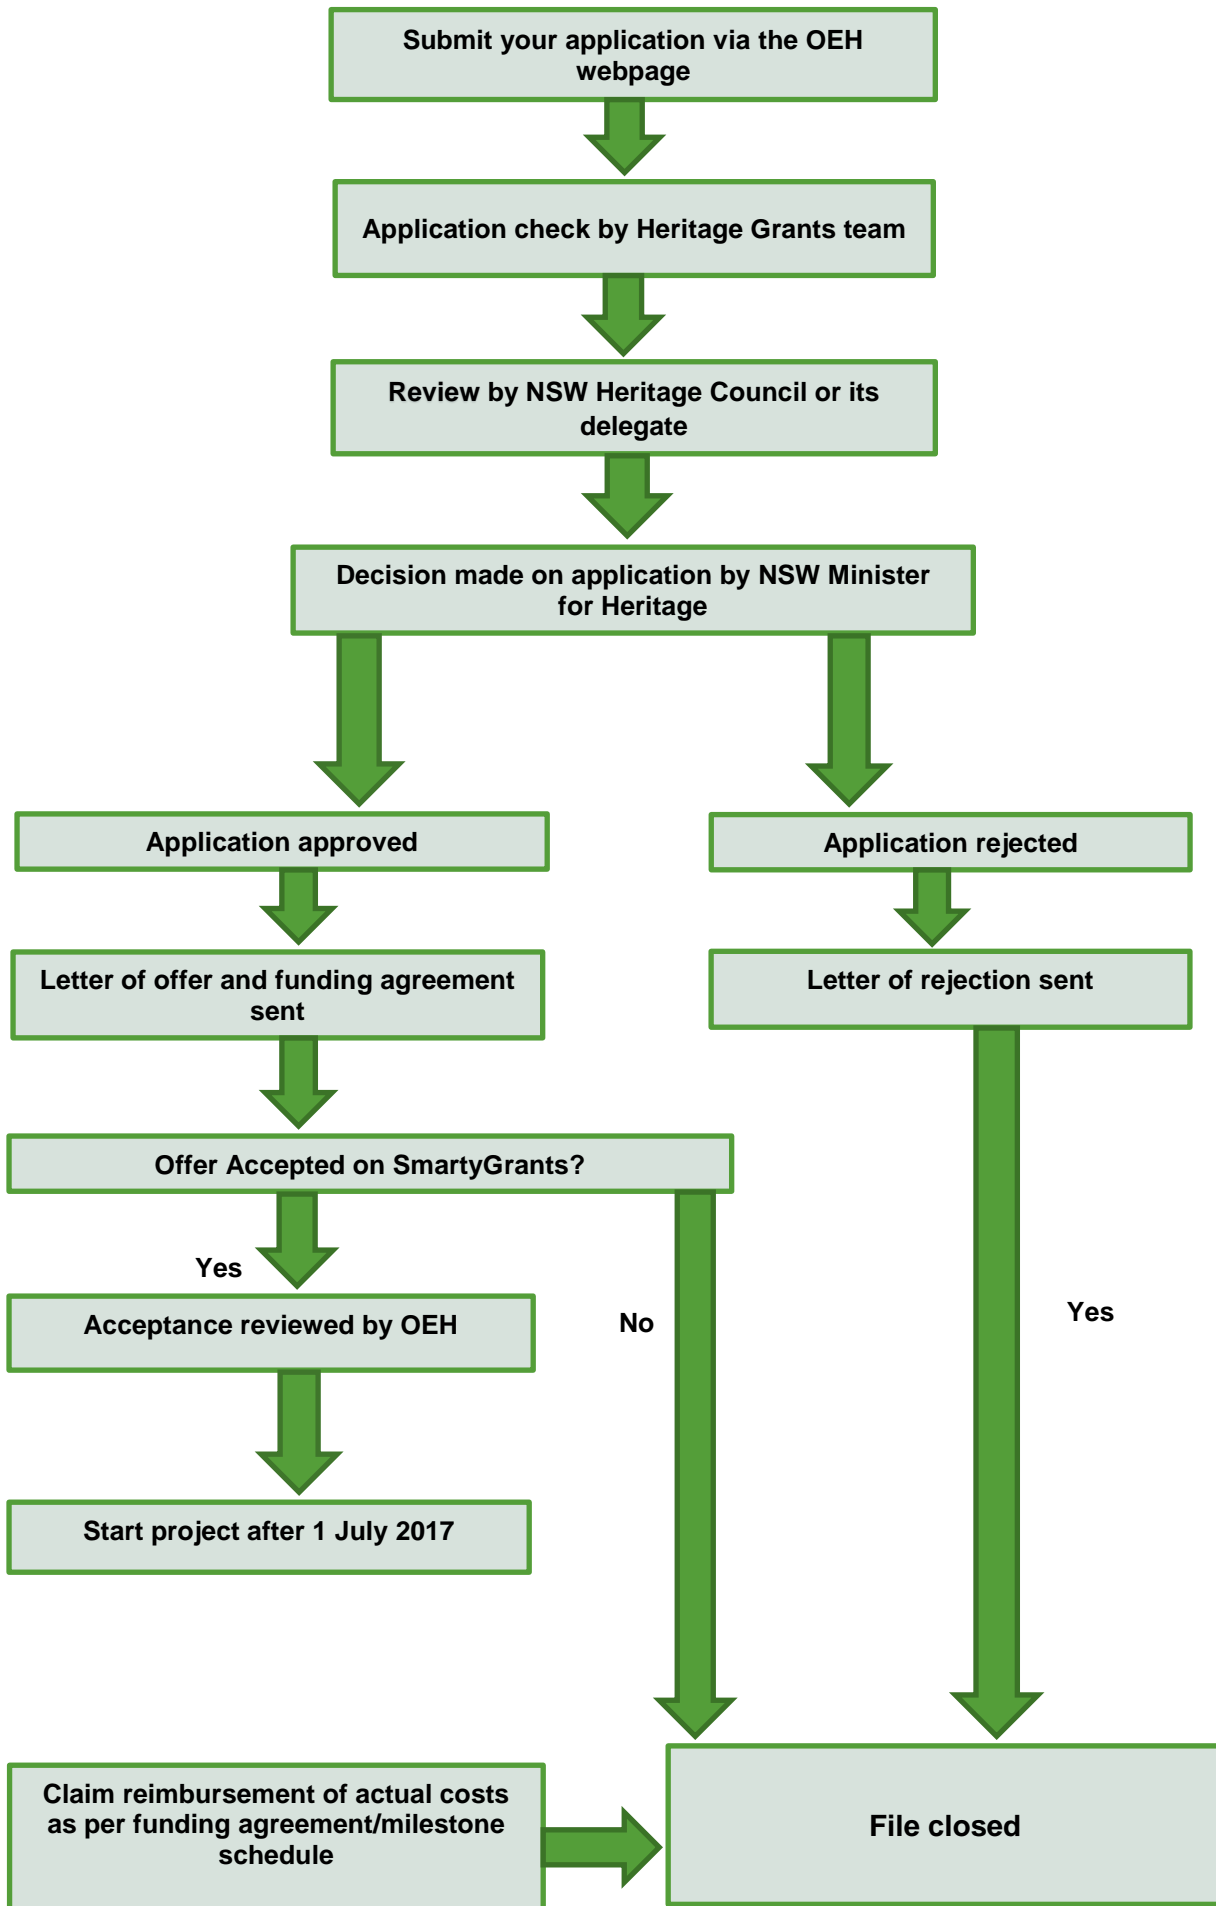 Submit your application via the OEH
webpage
Application check by Heritage Grants team
Review by NSW Heritage Council or its
delegate
Decision made on application by NSW Minister
for Heritage
Application approved
Application rejected
Letter of offer and funding agreement
sent
Letter of rejection sent
Offer Accepted on SmartyGrants?
Yes
No
Yes
Acceptance reviewed by OEH
Start project after 1 July 2017
Claim reimbursement of actual costs
as per funding agreement/milestone
schedule
File closed